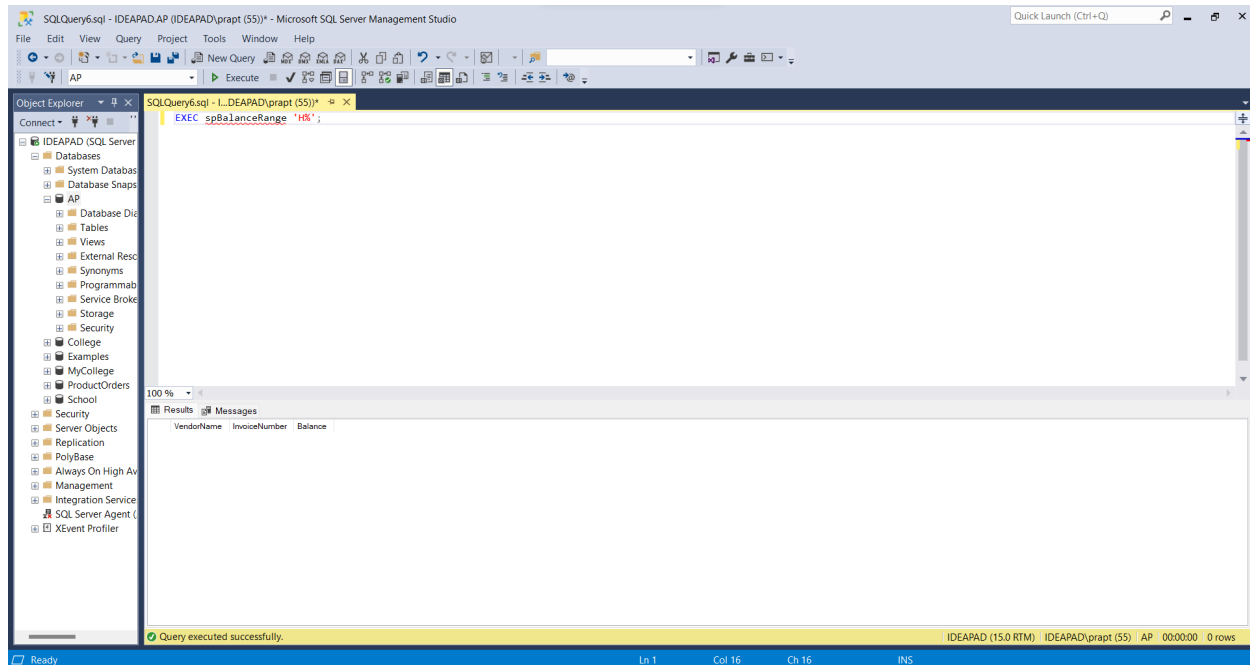 SQLQuery6.sql - IDEAPAD.AP (IDEAPAD\prapt (55))* - Microsoft SQL Server Management Studio
Quick Launch (Ctrl+Q)
File Edit View Query Project Tools Window Help
New Query
AP
Execute
Object Explorer
SQLQuery6.sql - I...DEAPAD\prapt (55))*
Connect
EXEC spBalanceRange 'H%';
IDEAPAD (SQL Server
Databases
System Databas
Database Snaps
AP
Database Dia
Tables
Views
External Resc
Synonyms
Programmab
Service Broke
Storage
Security
College
Examples
MyCollege
ProductOrders
School
Security
Server Objects
Replication
PolyBase
Always On High Av
Management
Integration Service
SQL Server Agent (
XEvent Profiler
100 %
Results Messages
VendorName InvoiceNumber Balance
Query executed successfully.
IDEAPAD (15.0 RTM) IDEAPAD\prapt (55) AP 00:00:00 0 rows
Ready Ln 1 Col 16 Ch 16 INS